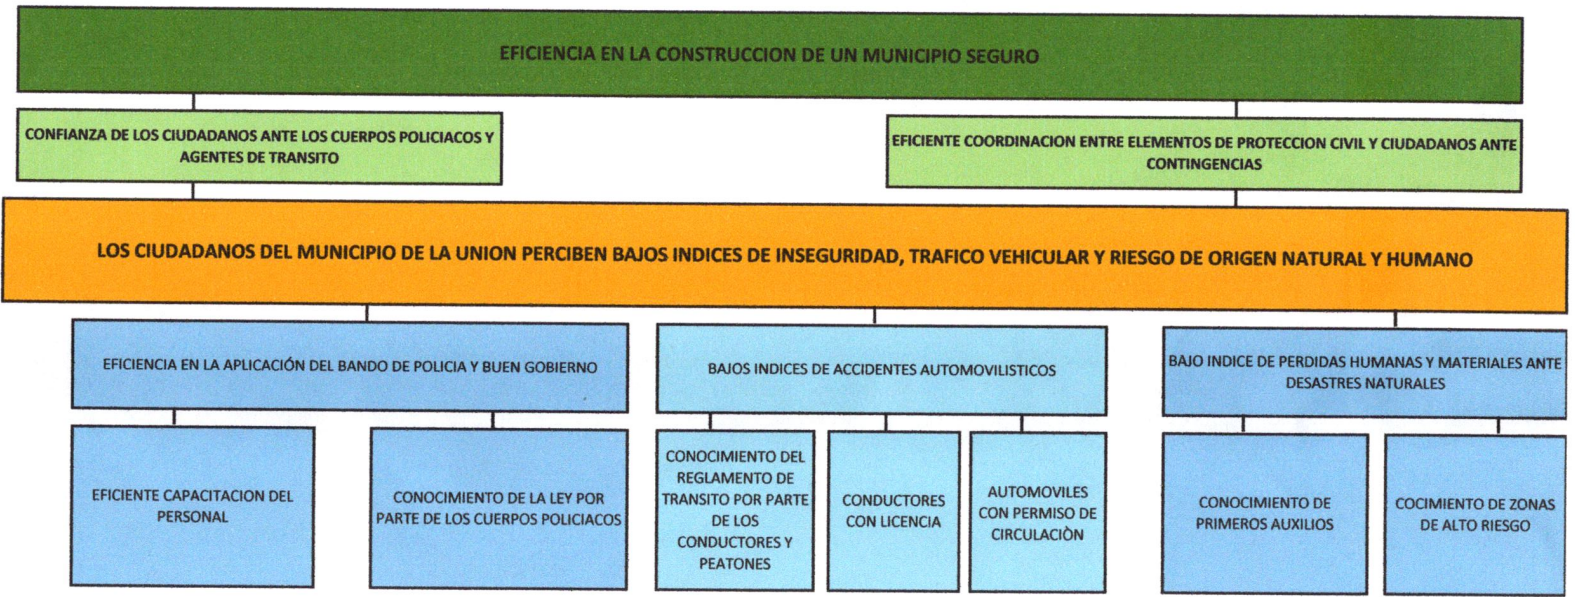 EFICIENCIA EN LA CONSTRUCCION DE UN MUNICIPIO SEGURO
CONFIANZA DE LOS CIUDADANOS ANTE LOS CUERPOS POLICIACOS Y
AGENTES DE TRANSITO
EFICIENTE COORDINACION ENTRE ELEMENTOS DE PROTECCION CIVIL Y CIUDADANOS ANTE
CONTINGENCIAS
LOS CIUDADANOS DEL MUNICIPIO DE LA UNION PERCIBEN BAJOS INDICES DE INSEGURIDAD, TRAFICO VEHICULAR Y RIESGO DE ORIGEN NATURAL Y HUMANO
EFICIENCIA EN LA APLICACIÓN DEL BANDO DE POLICIA Y BUEN GOBIERNO
BAJOS INDICES DE ACCIDENTES AUTOMOVILISTICOS
BAJO INDICE DE PERDIDAS HUMANAS Y MATERIALES ANTE
DESASTRES NATURALES
EFICIENTE CAPACITACION DEL
PERSONAL
CONOCIMIENTO DE LA LEY POR
PARTE DE LOS CUERPOS POLICIACOS
CONOCIMIENTO DEL
REGLAMENTO DE
TRANSITO POR PARTE
DE LOS
CONDUCTORES Y
PEATONES
CONDUCTORES
CON LICENCIA
AUTOMOVILES
CON PERMISO DE
CIRCULACIÒN
CONOCIMIENTO DE
PRIMEROS AUXILIOS
COCIMIENTO DE ZONAS
DE ALTO RIESGO